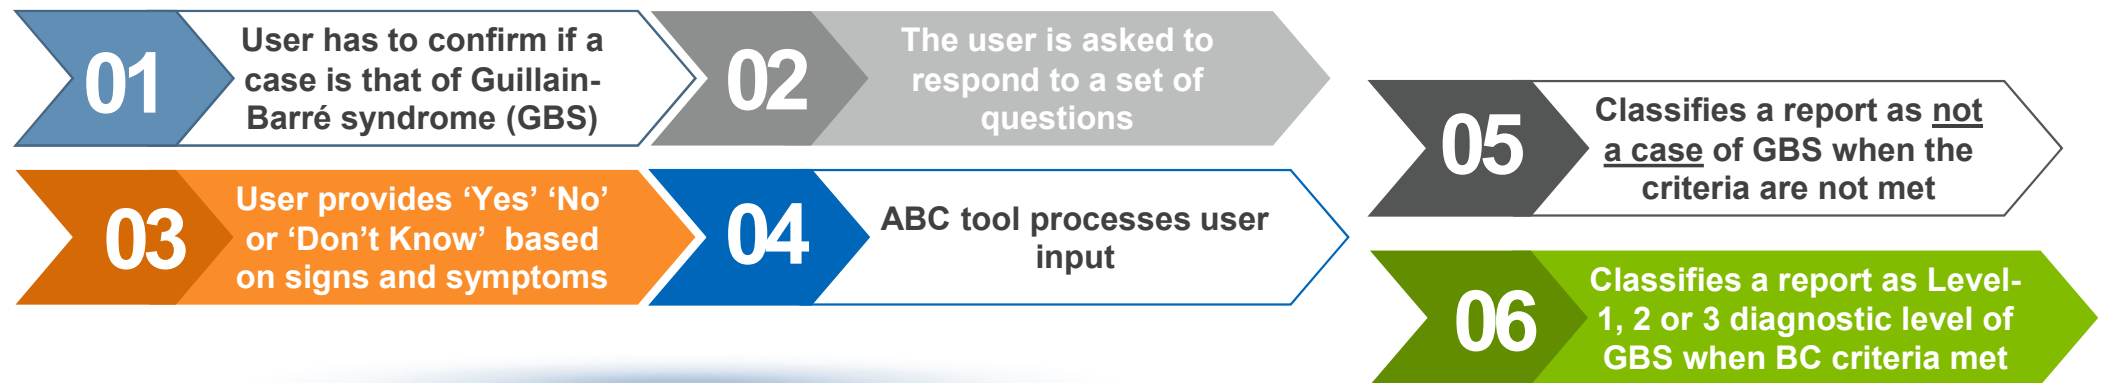 01
User has to confirm if a
case is that of Guillain-
Barré syndrome (GBS)
02
The user is asked to
respond to a set of
questions
03
User provides ‘Yes’ ‘No’
or ‘Don’t Know’ based
on signs and symptoms
04
ABC tool processes user
input
05
Classifies a report as not
a case of GBS when the
criteria are not met
06
Classifies a report as Level-
1, 2 or 3 diagnostic level of
GBS when BC criteria met